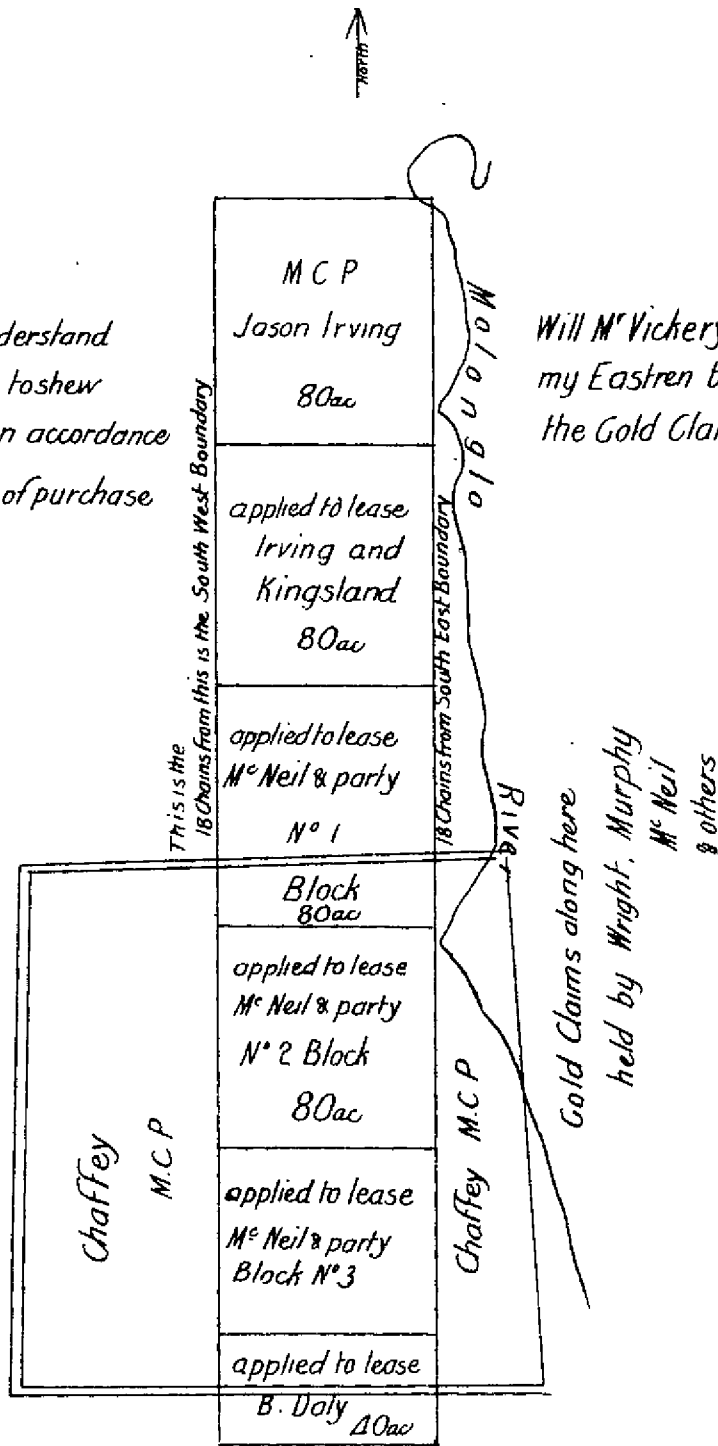 North
M C P
Jason Irving
80ac
applied to lease
Irving and
Kingsland
80ac
applied to lease
Mc Neil & party
No 1
Block
80ac
applied to lease
Mc Neil & party
No 2 Block
80ac
applied to lease
Mc Neil & party
Block No 3
applied to lease
B. Daly 40ac
derstand
toshew
n accordance
of purchase
This is the
18 Chains from this is the South West Boundary
18 Chains from South East Boundary
Molonglo
River
Will Mr Vickery
my Eastren b
the Gold Cla
Gold Claims along here
held by Wright, Murphy
Mc Neil
& others
Chaffey
M.C.P
Chaffey M.C.P